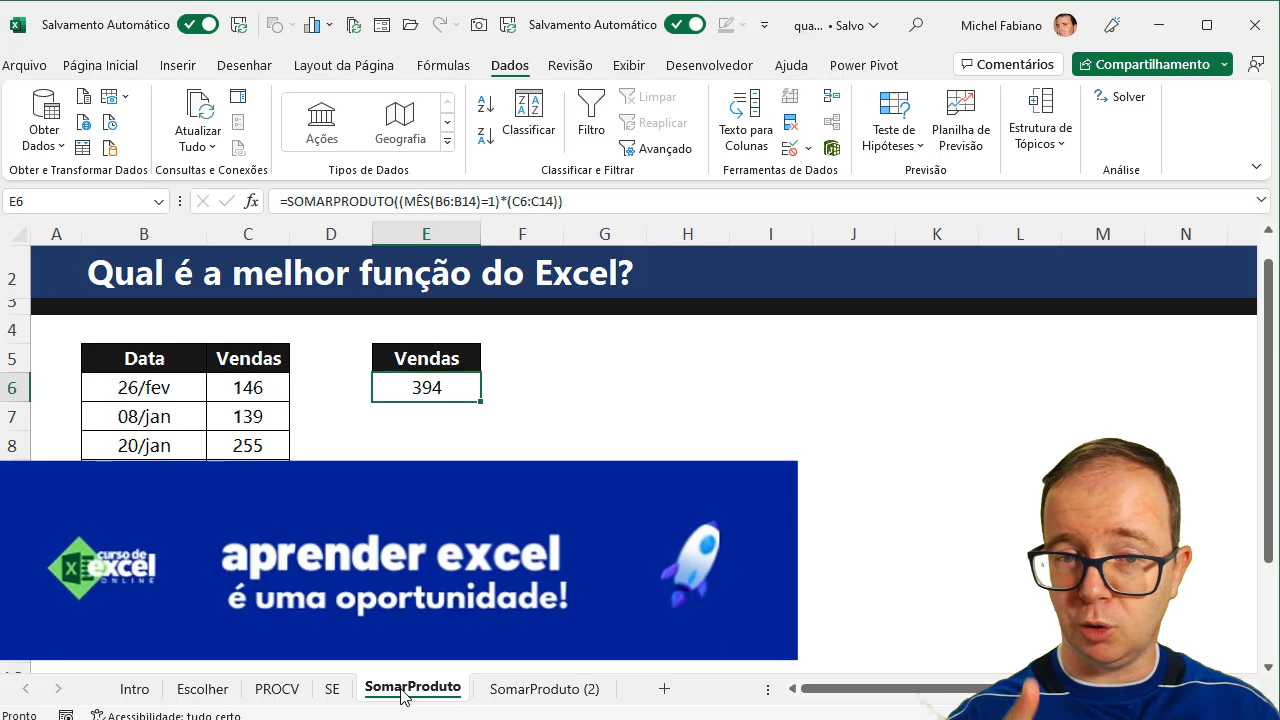 Salvamento Automático
Salvamento Automático
qua... • Salvo
Michel Fabiano
Arquivo
Página Inicial
Inserir
Desenhar
Layout da Página
Fórmulas
Dados
Revisão
Exibir
Desenvolvedor
Ajuda
Power Pivot
Comentários
Compartilhamento
Obter
Dados
Atualizar
Tudo
Ações
Geografia
Classificar
Filtro
Limpar
Reaplicar
Avançado
Texto para
Colunas
Teste de
Hipóteses
Planilha de
Previsão
Estrutura de
Tópicos
Solver
Obter e Transformar Dados
Consultas e Conexões
Tipos de Dados
Classificar e Filtrar
Ferramentas de Dados
Previsão
Análise
E6
fx
=SOMARPRODUTO((MÊS(B6:B14)=1)*(C6:C14))
A B C D E F G H I J K L M N
2 Qual é a melhor função do Excel?
3
4
5 Data Vendas Vendas
6 26/fev 146 394
7 08/jan 139
8 20/jan 255
curso de
excel
ONLINE
aprender excel
é uma oportunidade!
Intro
Escolher
PROCV
SE
SomarProduto
SomarProduto (2)
Pronto
Acessibilidade: tudo certo